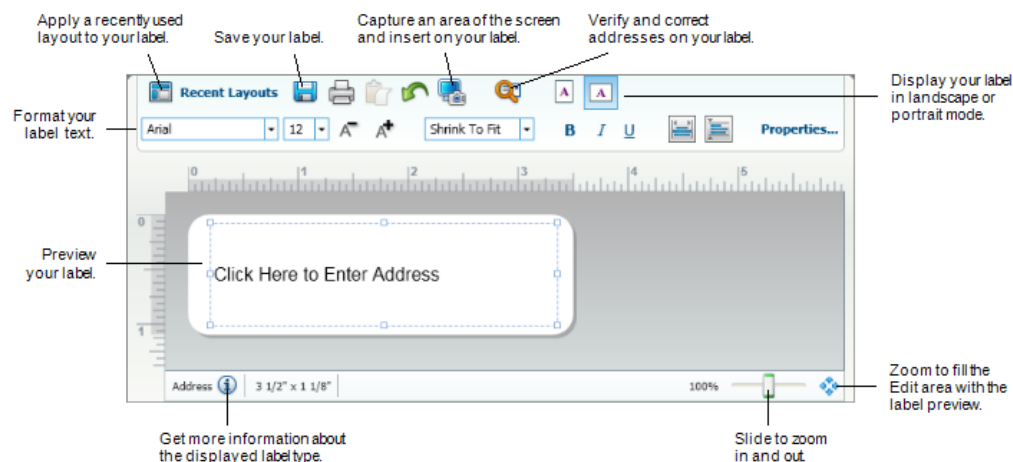 Apply a recently used
layout to your label.
Save your label.
Capture an area of the screen
and insert on your label.
Verify and correct
addresses on your label.
Display your label
in landscape or
portrait mode.
Recent Layouts
A
A
Format your
label text.
Arial
12
A
A
Shrink To Fit
B I U
Properties...
0 1 2 3 4 5
0
Preview
your label.
Click Here to Enter Address
1
Address
3 1/2" x 1 1/8"
100%
Zoom to fill the
Edit area with the
label preview.
Get more information about
the displayed label type.
Slide to zoom
in and out.